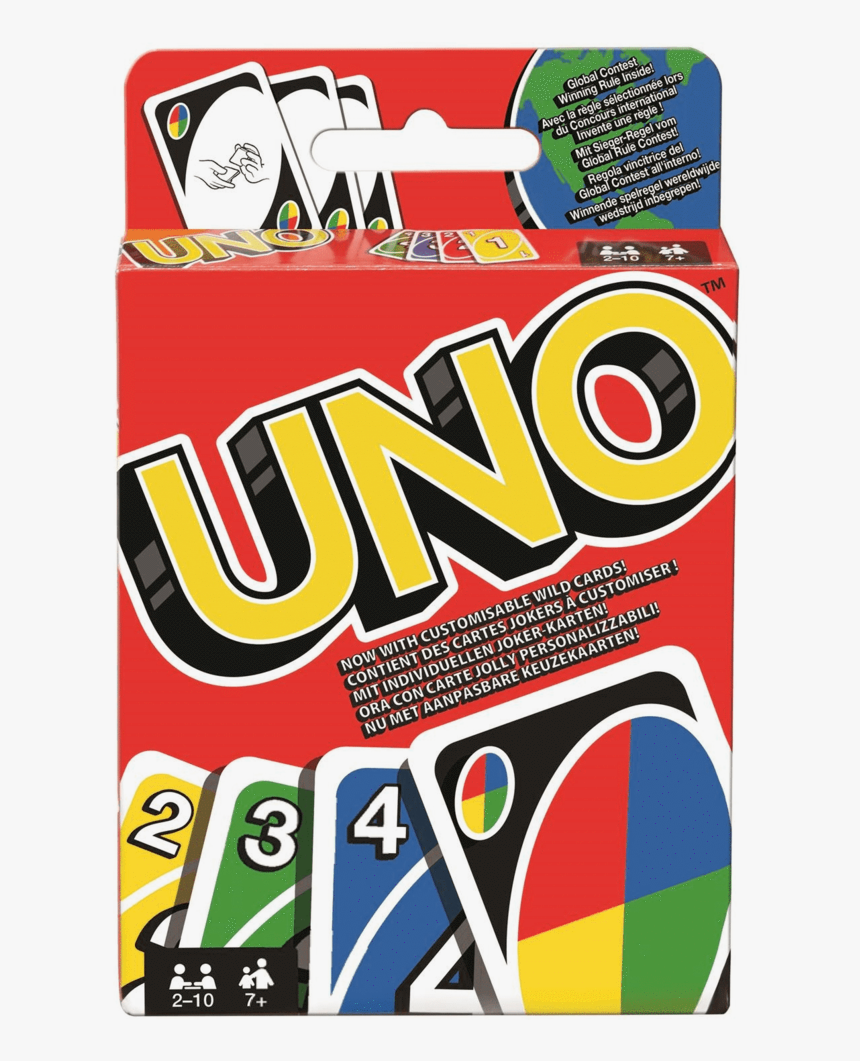 Global Contest
Winning Rule Inside!
Avec la règle sélectionnée lors
du Concours international
Invente une règle !
Mit Sieger-Regel vom
Global Rule Contest!
Regola vincitrice del
Global Contest all'interno!
Winnende spelregel wereldwijde
wedstrijd inbegrepen!
UNO
1
2-10 7+
TM
UNO
NOW WITH CUSTOMISABLE WILD CARDS!
CONTIENT DES CARTES JOKERS À CUSTOMISER !
MIT INDIVIDUELLEN JOKER-KARTEN!
ORA CON CARTE JOLLY PERSONALIZZABILI!
NU MET AANPASBARE KEUZEKAARTEN!
2 3 4
2–10 7+